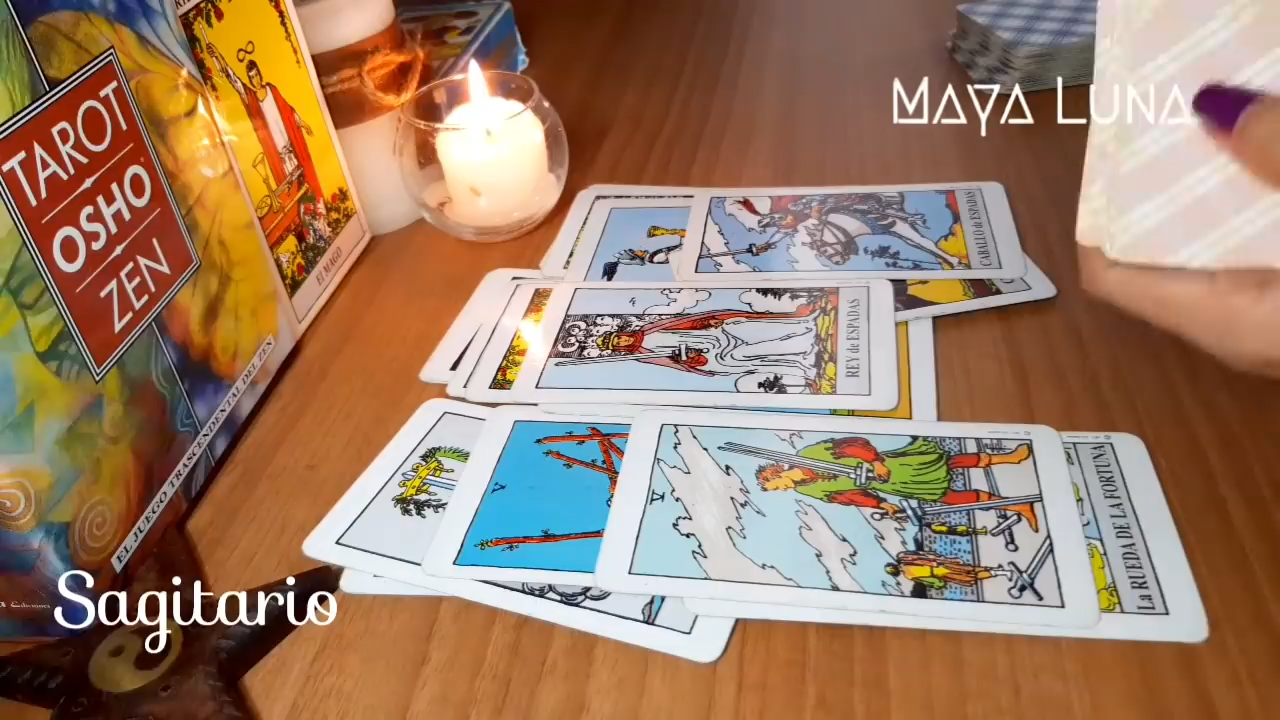 TAROT
OSHO
ZEN
EL JUEGO TRASCENDENTAL DEL ZEN
EL MAGO
MAYA LUNA
CABALLO de ESPADAS
REY de ESPADAS
V
V
La RUEDA DE LA FORTUNA
Sagitario